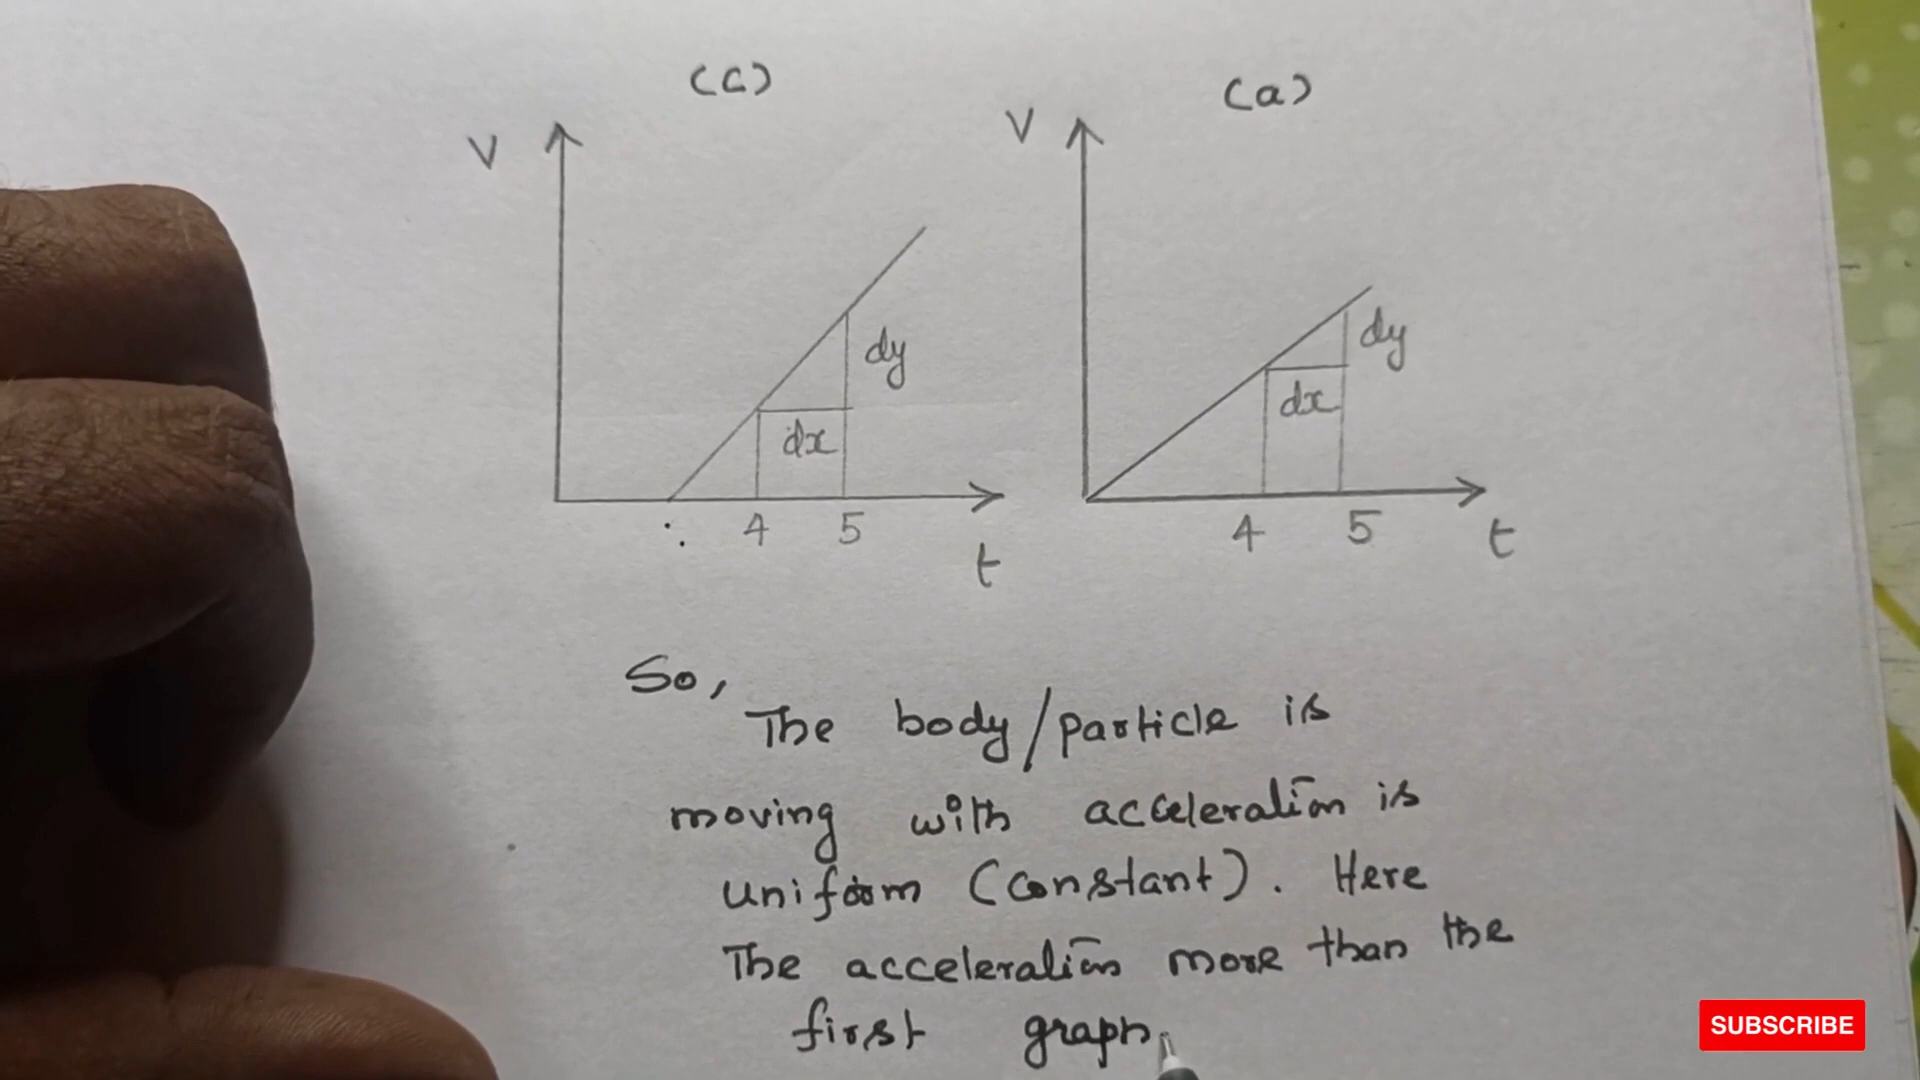 (c)
V
dy
dx
4 5
t
(a)
V
dy
dx
4 5
t
So,
The body/particle is
moving with acceleration is
uniform (constant). Here
The acceleration more than the
first graph
SUBSCRIBE